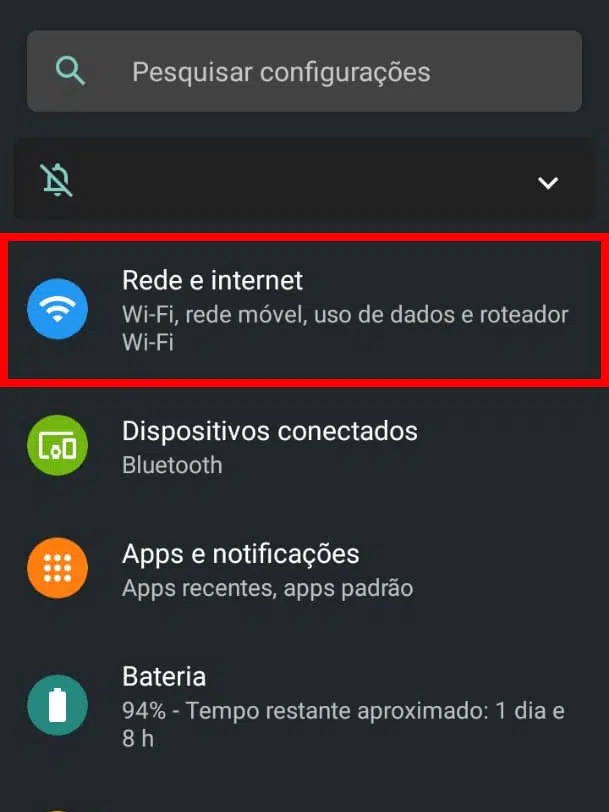 Pesquisar configurações
Rede e internet
Wi-Fi, rede móvel, uso de dados e roteador
Wi-Fi
Dispositivos conectados
Bluetooth
Apps e notificações
Apps recentes, apps padrão
Bateria
94% - Tempo restante aproximado: 1 dia e
8 h